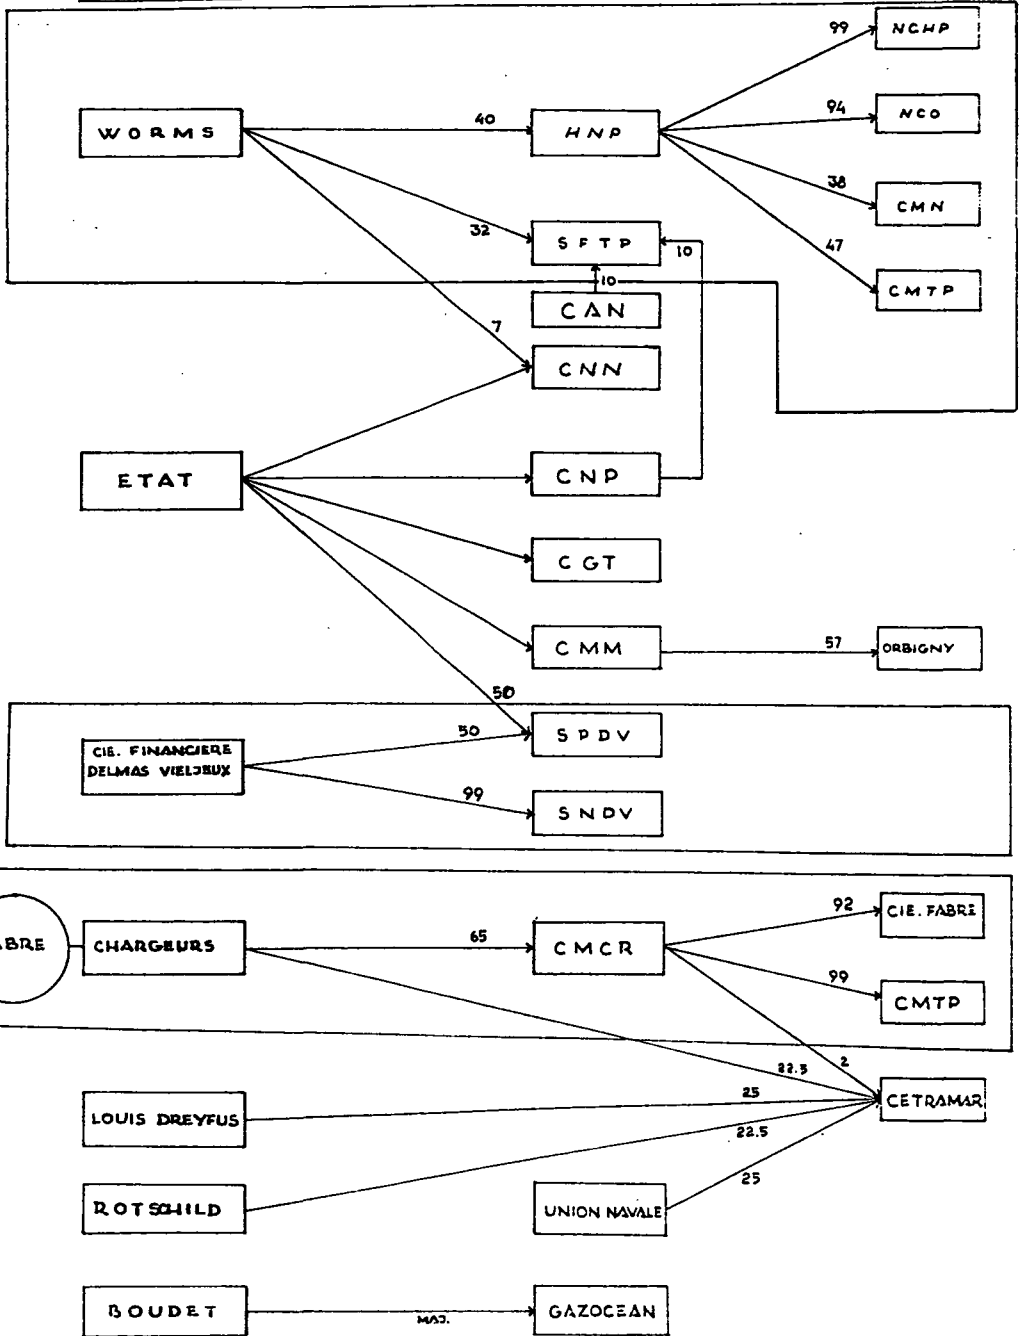 99
NCHP
WORMS
40
HNP
94
NCO
38
CMN
32
SFTP
10
47
10
CMTP
CAN
7
CNN
ETAT
CNP
CGT
CMM
57
ORBIGNY
50
CIE. FINANCIERE
DELMAS VIELJEUX
50
SPDV
99
SNDV
ABRE
CHARGEURS
65
CMCR
92
CIE. FABRE
99
CMTP
22.5
2
LOUIS DREYFUS
25
CETRAMAR
22.5
ROTSCHILD
25
UNION NAVALE
BOUDET
MAJ.
GAZOCEAN